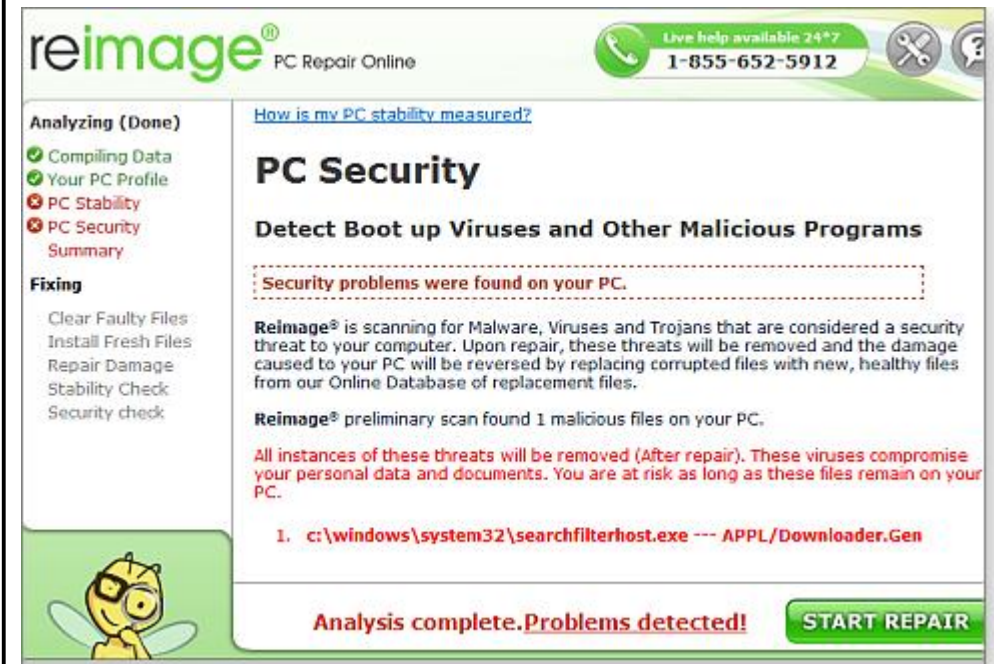 reimage®
PC Repair Online
Live help available 24*7
1-855-652-5912
?
Analyzing (Done)
Compiling Data
Your PC Profile
PC Stability
PC Security
Summary
Fixing
Clear Faulty Files
Install Fresh Files
Repair Damage
Stability Check
Security check
How is my PC stability measured?
PC Security
Detect Boot up Viruses and Other Malicious Programs
Security problems were found on your PC.
Reimage® is scanning for Malware, Viruses and Trojans that are considered a security
threat to your computer. Upon repair, these threats will be removed and the damage
caused to your PC will be reversed by replacing corrupted files with new, healthy files
from our Online Database of replacement files.
Reimage® preliminary scan found 1 malicious files on your PC.
All instances of these threats will be removed (After repair). These viruses compromise
your personal data and documents. You are at risk as long as these files remain on your
PC.
1. c:\windows\system32\searchfilterhost.exe --- APPL/Downloader.Gen
Analysis complete.Problems detected!
START REPAIR